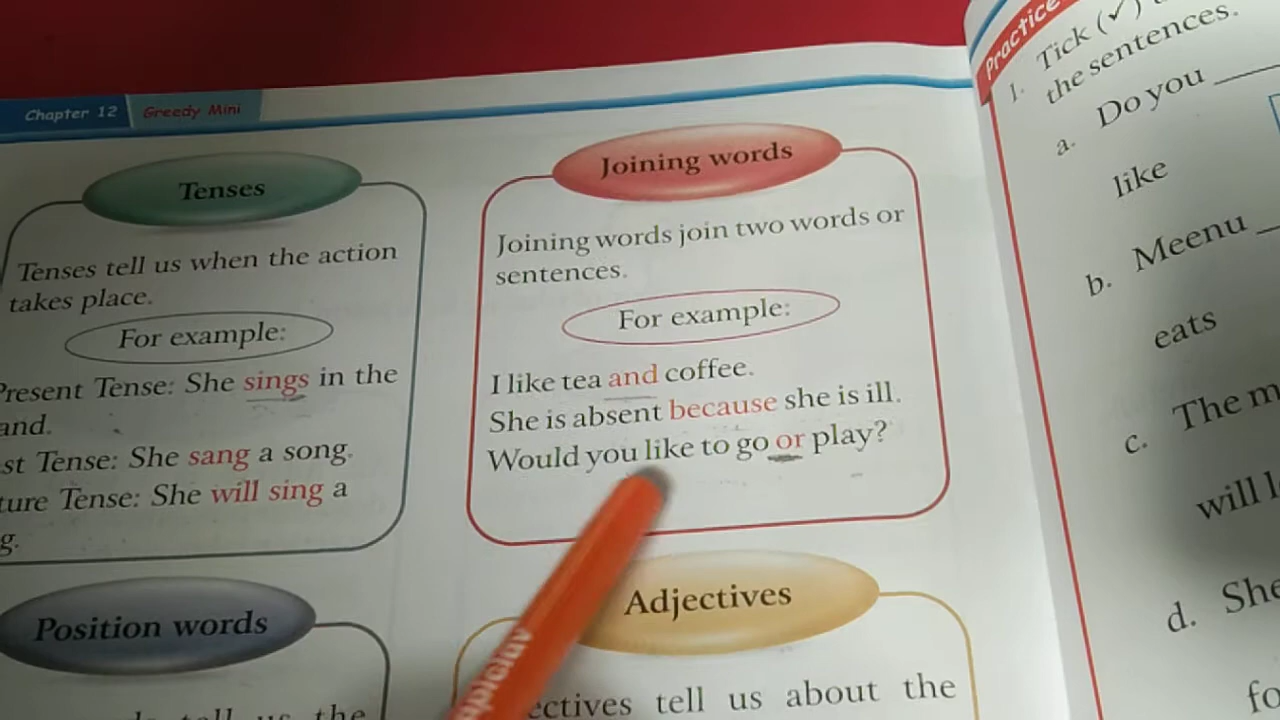 Chapter 12 Greedy Mini
Tenses
Tenses tell us when the action
takes place.
For example:
Present Tense: She sings in the
and.
st Tense: She sang a song.
ture Tense: She will sing a
g.
Position words
us the
Joining words
Joining words join two words or
sentences.
For example:
I like tea and coffee.
She is absent because she is ill.
Would you like to go or play?
Adjectives
ectives tell us about the
Practice
1. Tick (✓)
the sentences.
a. Do you ____
like
b. Meenu
eats
c. The m
will l
d. She
fo